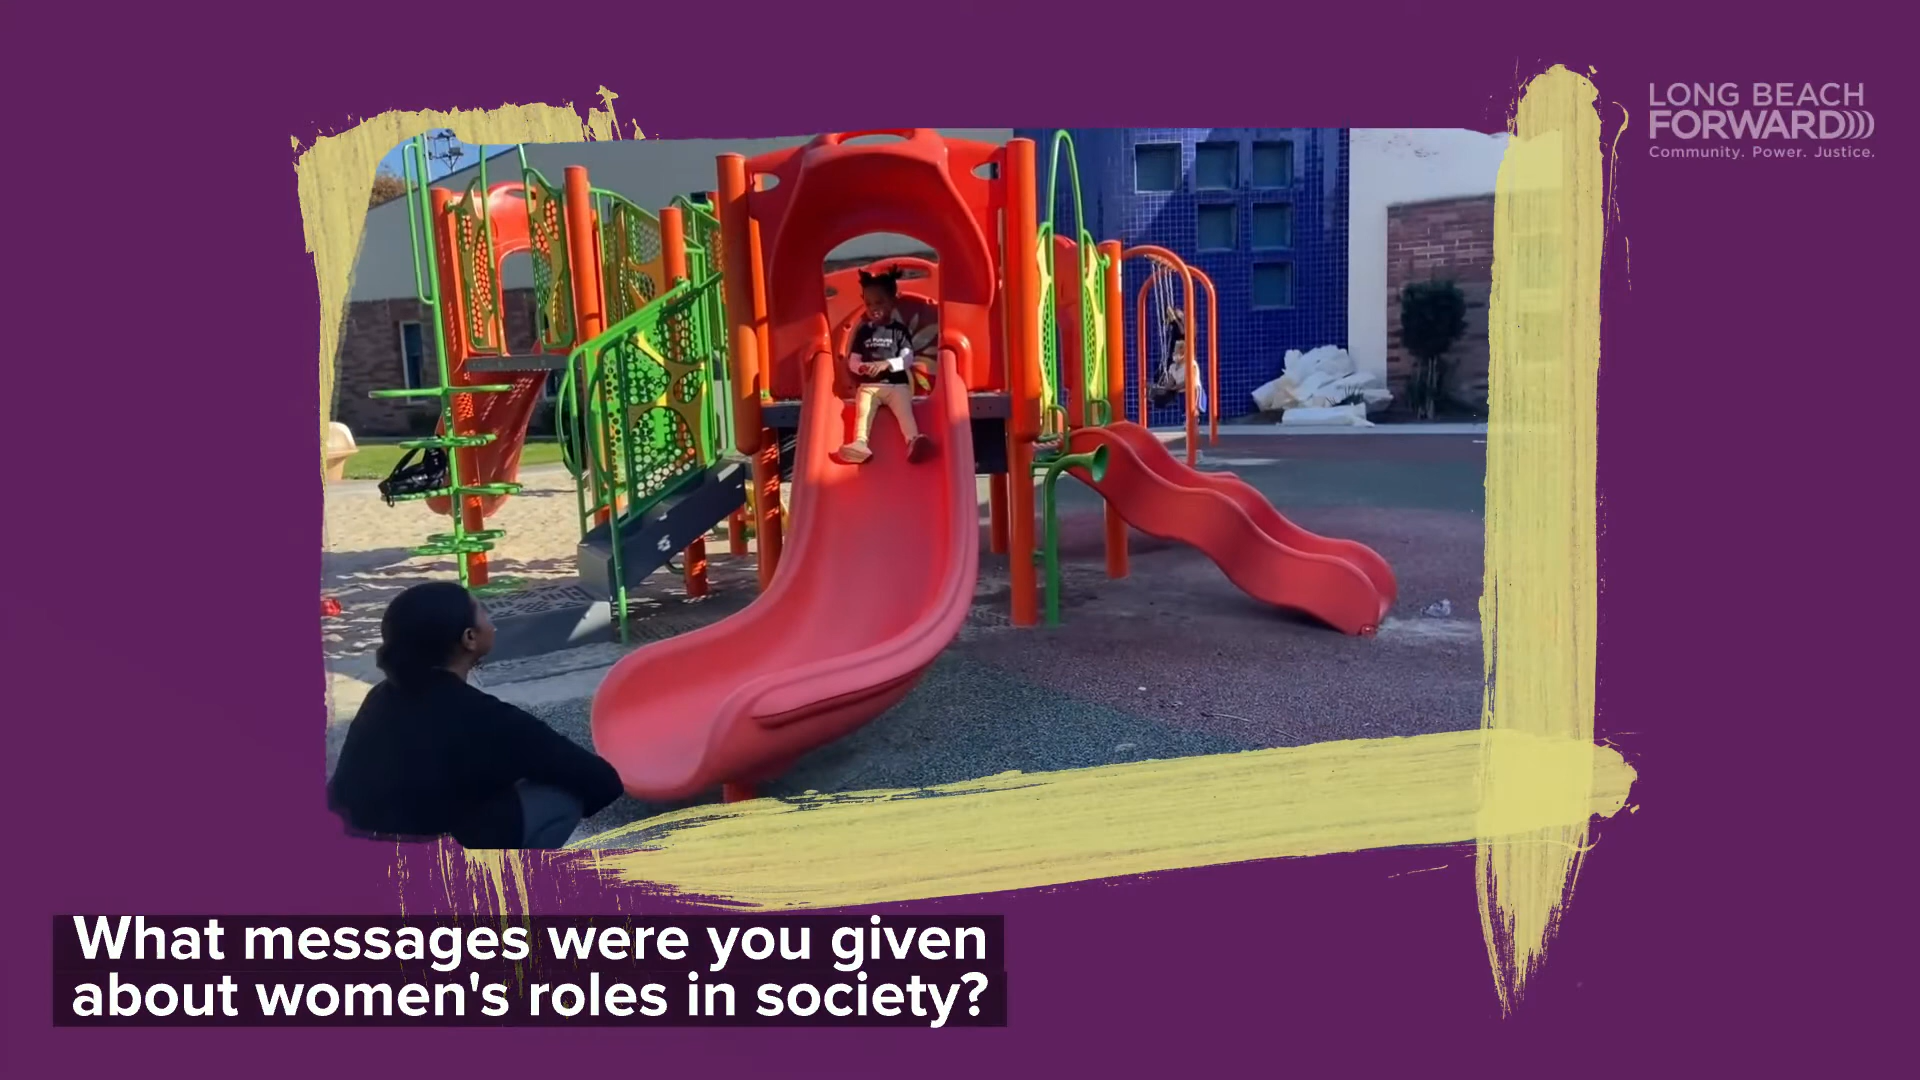 LONG BEACH
FORWARD
Community. Power. Justice.
What messages were you given
about women's roles in society?